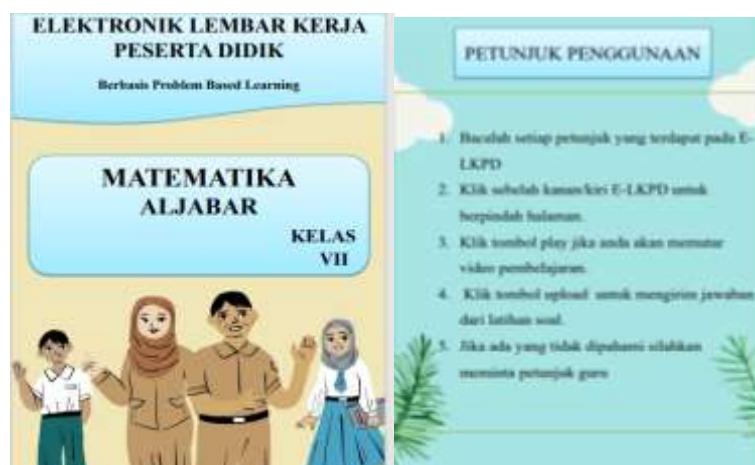 ELEKTRONIK LEMBAR KERJA
PESERTA DIDIK
Berbasis Problem Based Learning
MATEMATIKA
ALJABAR
KELAS
VII
PETUNJUK PENGGUNAAN
1. Bacalah setiap petunjuk yang terdapat pada E-
LKPD
2. Klik sebelah kanan/kiri E-LKPD untuk
berpindah halaman.
3. Klik tombol play jika anda akan memutar
video pembelajaran.
4. Klik tombol upload untuk mengirim jawaban
dari latihan soal.
5. Jika ada yang tidak dipahami silahkan
meminta petunjuk guru